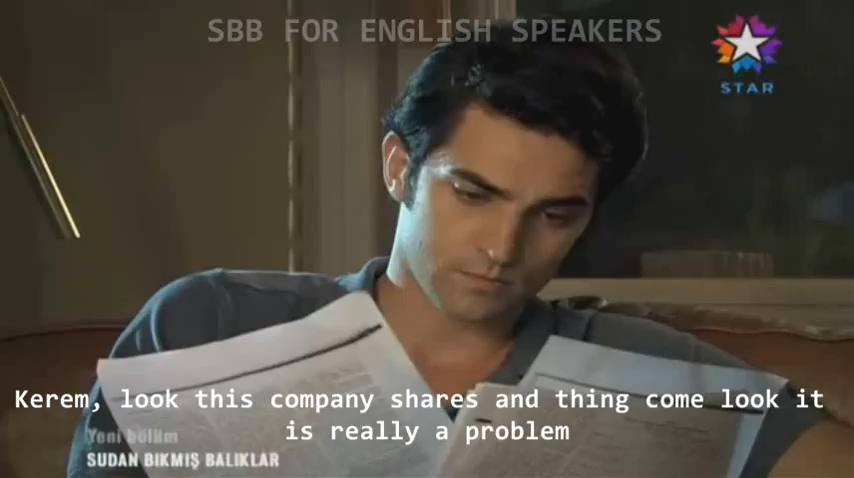 SBB FOR ENGLISH SPEAKERS
STAR
Kerem, look this company shares and thing come look it
is really a problem
Yeni bölüm
SUDAN BIKMIŞ BALIKLAR